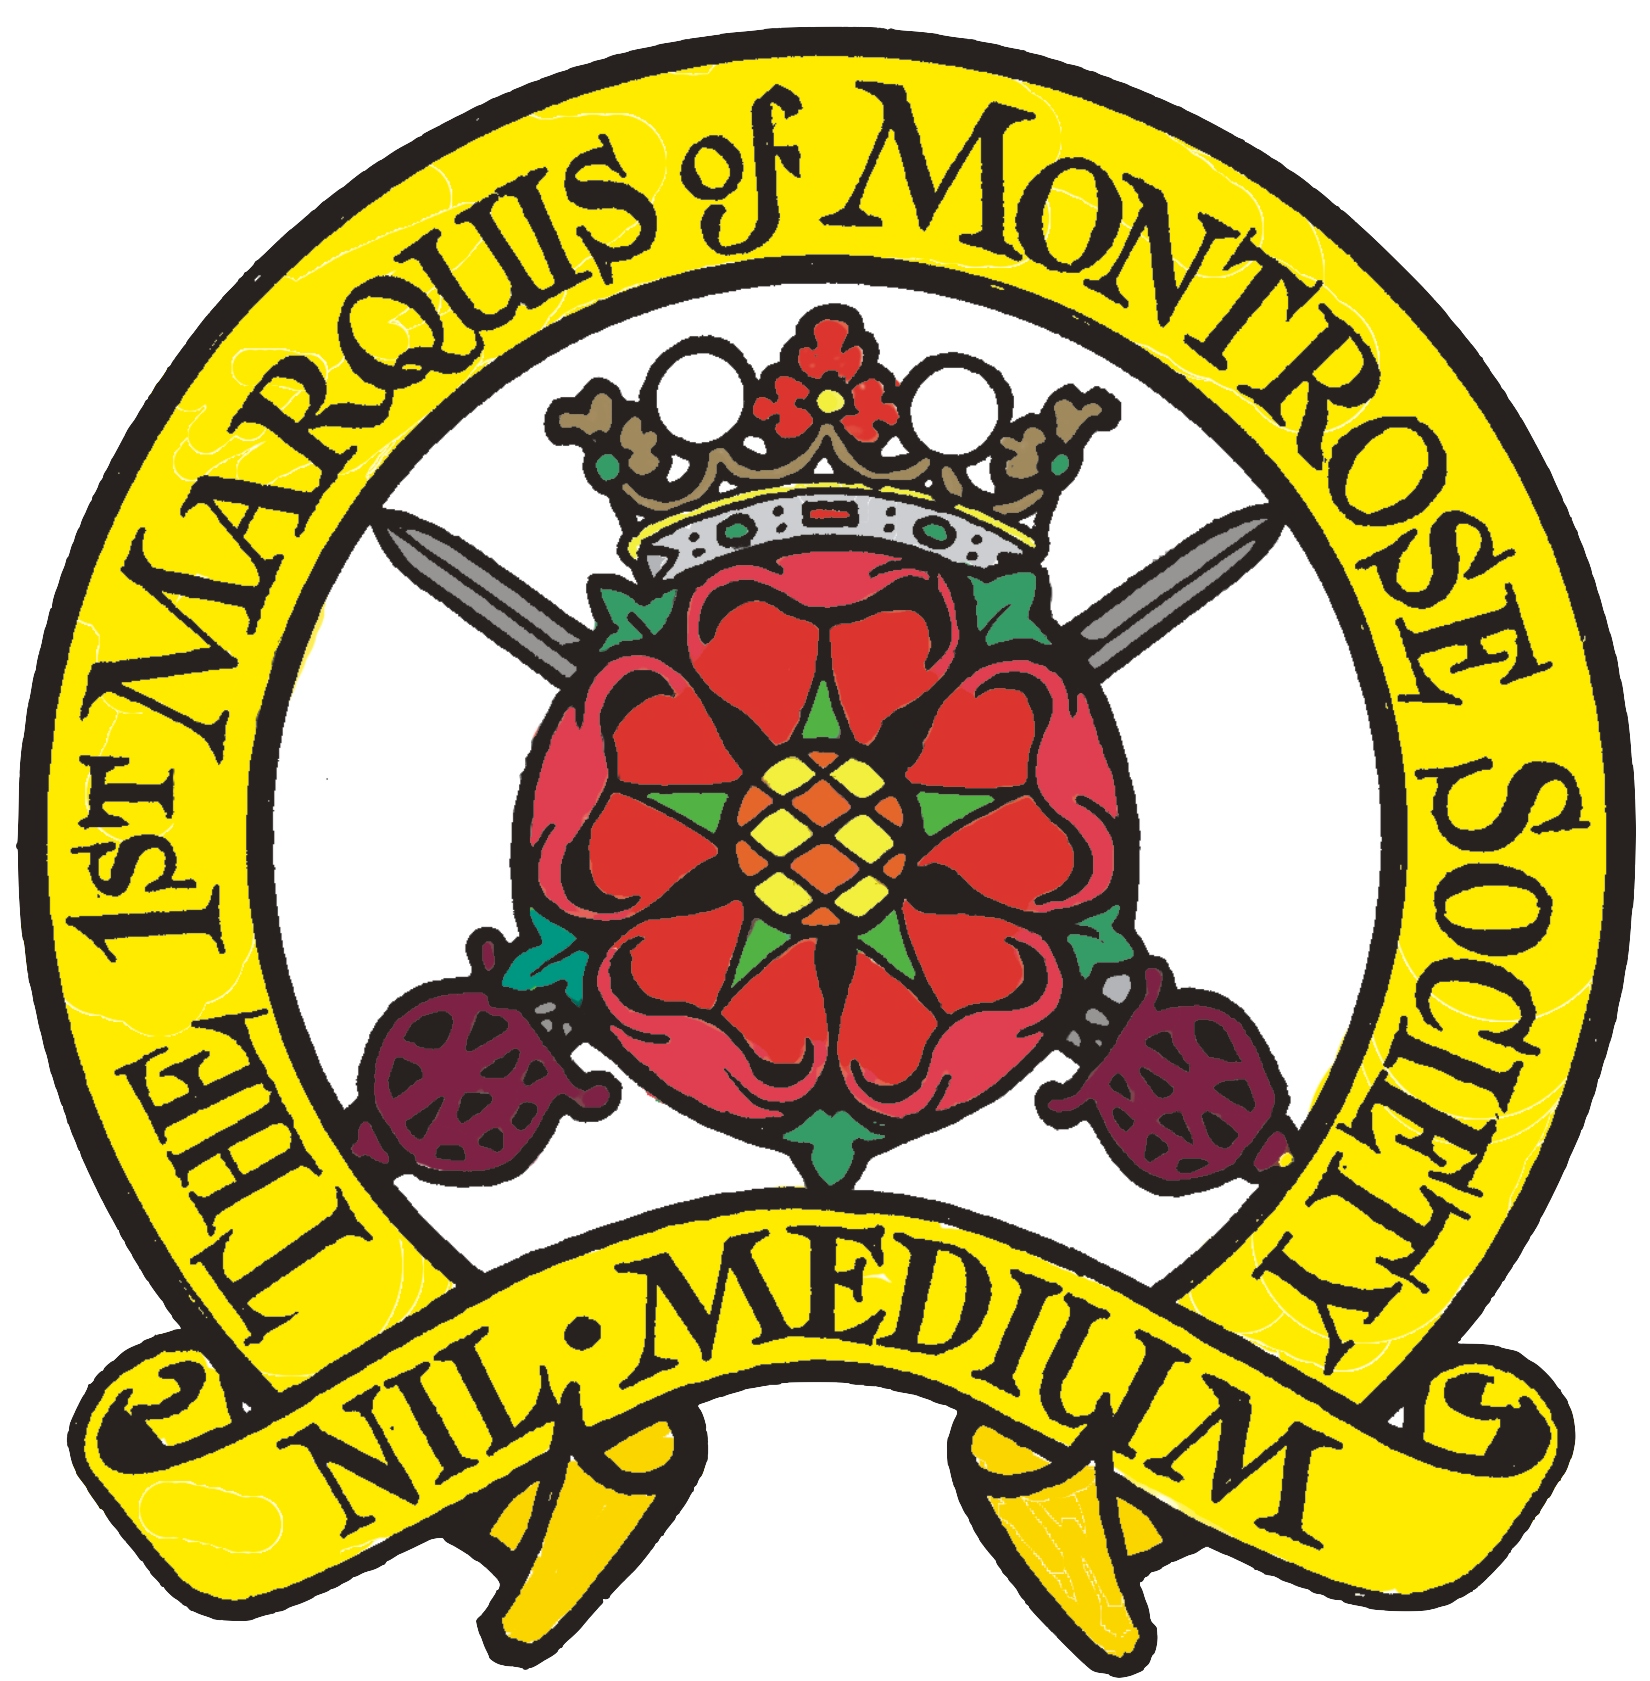 THE 1ST MARQUIS of MONTROSE SOCIETY
NIL • MEDIUM